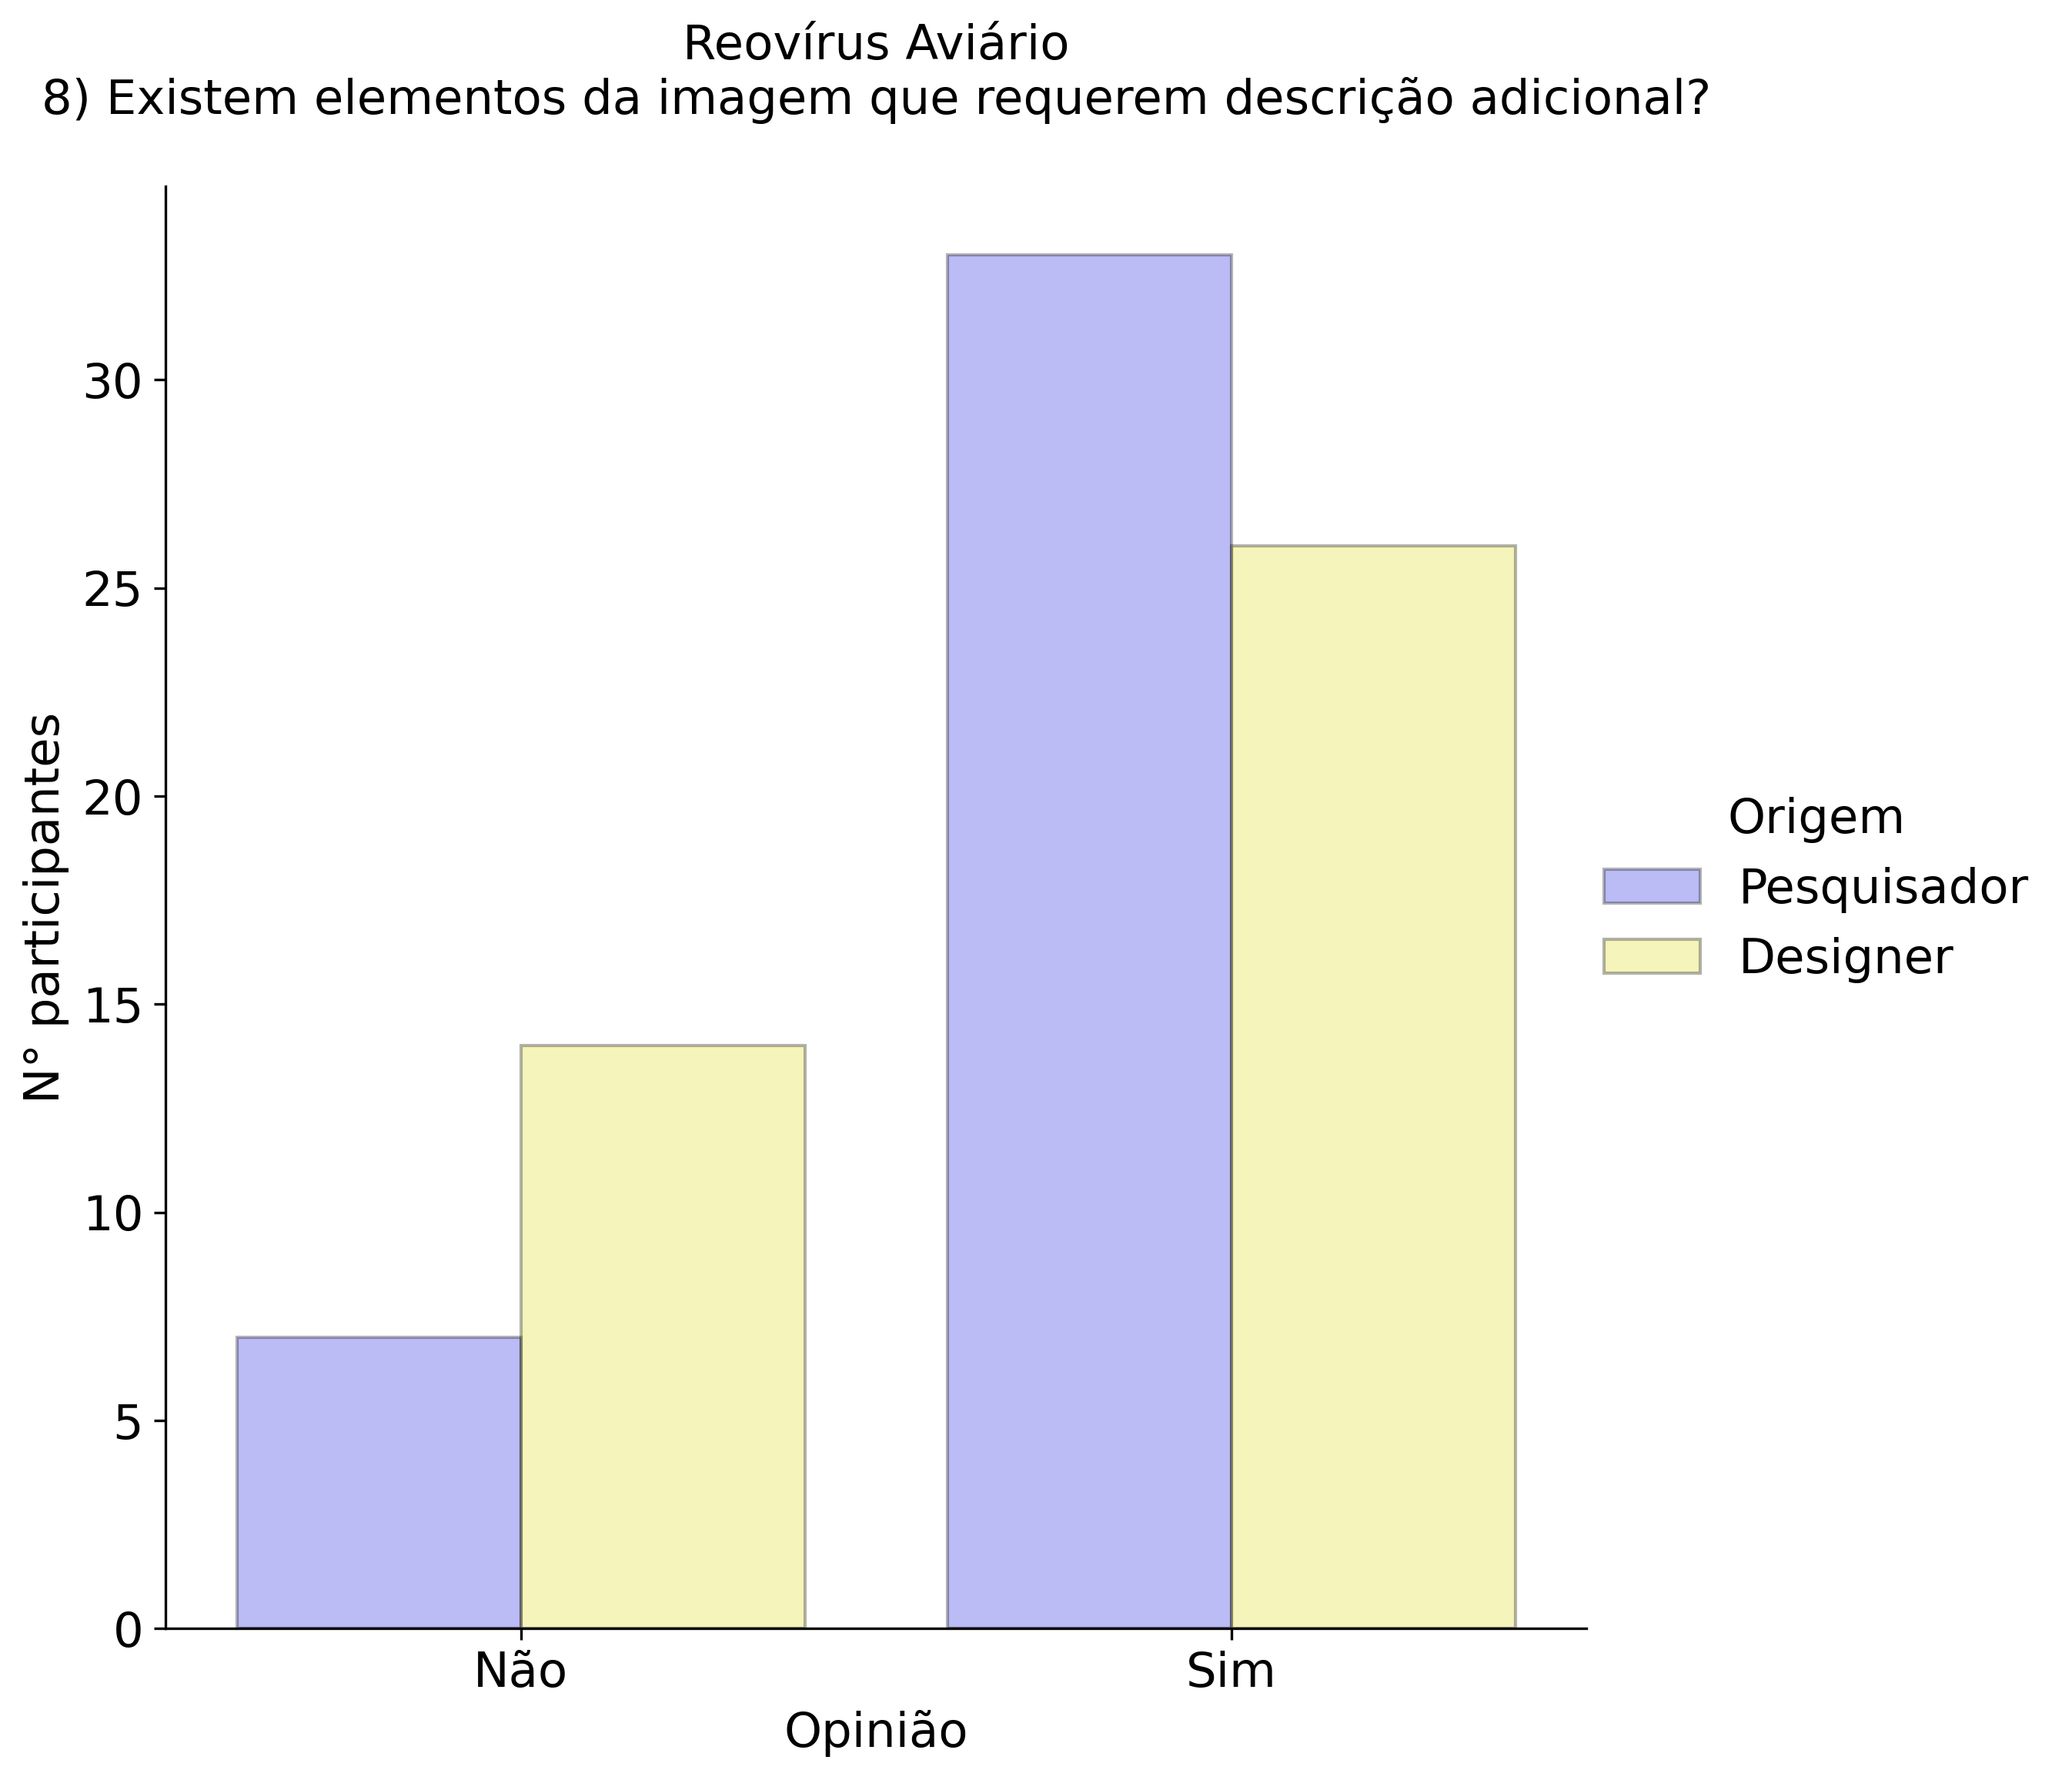 Reovírus Aviário
8) Existem elementos da imagem que requerem descrição adicional?
N° participantes
30
25
20
15
10
5
0
Não
Sim
Opinião
Origem
Pesquisador
Designer